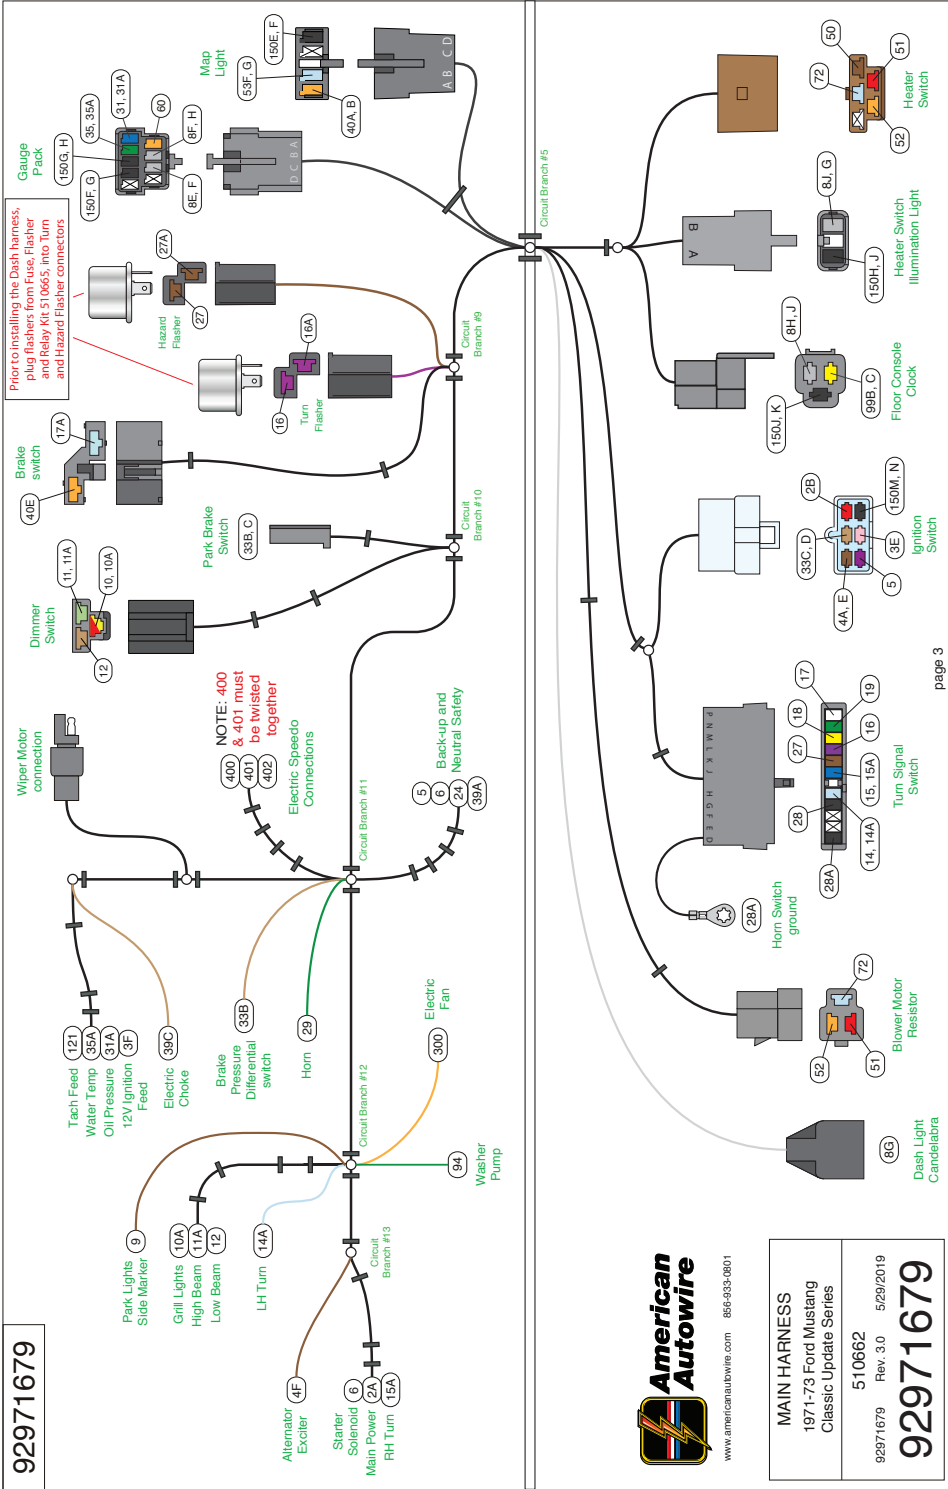 92971679
Alternator
Exciter
4F
Starter
Solenoid
6
Main Power
2A
RH Turn
15A
Park Lights
Side Marker
9
Grill Lights
10A
High Beam
11A
Low Beam
12
LH Turn
14A
Circuit
Branch #13
Circuit Branch #12
94
Washer
Pump
300
Electric
Fan
Tach Feed
121
Water Temp
35A
Oil Pressure
31A
12V Ignition
Feed
3F
Electric
Choke
39C
Brake
Pressure
Differential
switch
33B
Horn
29
Wiper Motor
connection
Circuit Branch #11
NOTE: 400
& 401 must
be twisted
together
400
401
402
Electric Speedo
Connections
5
6
24
39A
Back-up and
Neutral Safety
Dimmer
Switch
11, 11A
10, 10A
12
Park Brake
Switch
33B, C
Circuit
Branch #10
Brake
switch
40E
17A
Prior to installing the Dash harness,
plug flashers from Fuse, Flasher
and Relay Kit 510665, into Turn
and Hazard Flasher connectors
Turn
Flasher
16
16A
Hazard
Flasher
27
27A
Circuit
Branch #9
Gauge
Pack
150F, G
150G, H
35, 35A
31, 31A
60
8F, H
8E, F
D C B A
Map
Light
53F, G
150E, F
40A, B
A B C D
Circuit Branch #5
American
Autowire
www.americanautowire.com 856-933-0801
MAIN HARNESS
1971-73 Ford Mustang
Classic Update Series
510662
92971679 Rev. 3.0 5/29/2019
92971679
8G
Dash Light
Candelabra
52
51
72
Blower Motor
Resistor
28A
Horn Switch
ground
D E F G H J K L M N P
28A
28
27
18
17
14, 14A
15, 15A
16
19
Turn Signal
Switch
4A, E
33C, D
2B
5
3E
150M, N
Ignition
Switch
150J, K
8H, J
99B, C
Floor Console
Clock
A B
150H, J
8J, G
Heater Switch
Illumination Light
72
50
52
51
Heater
Switch
page 3